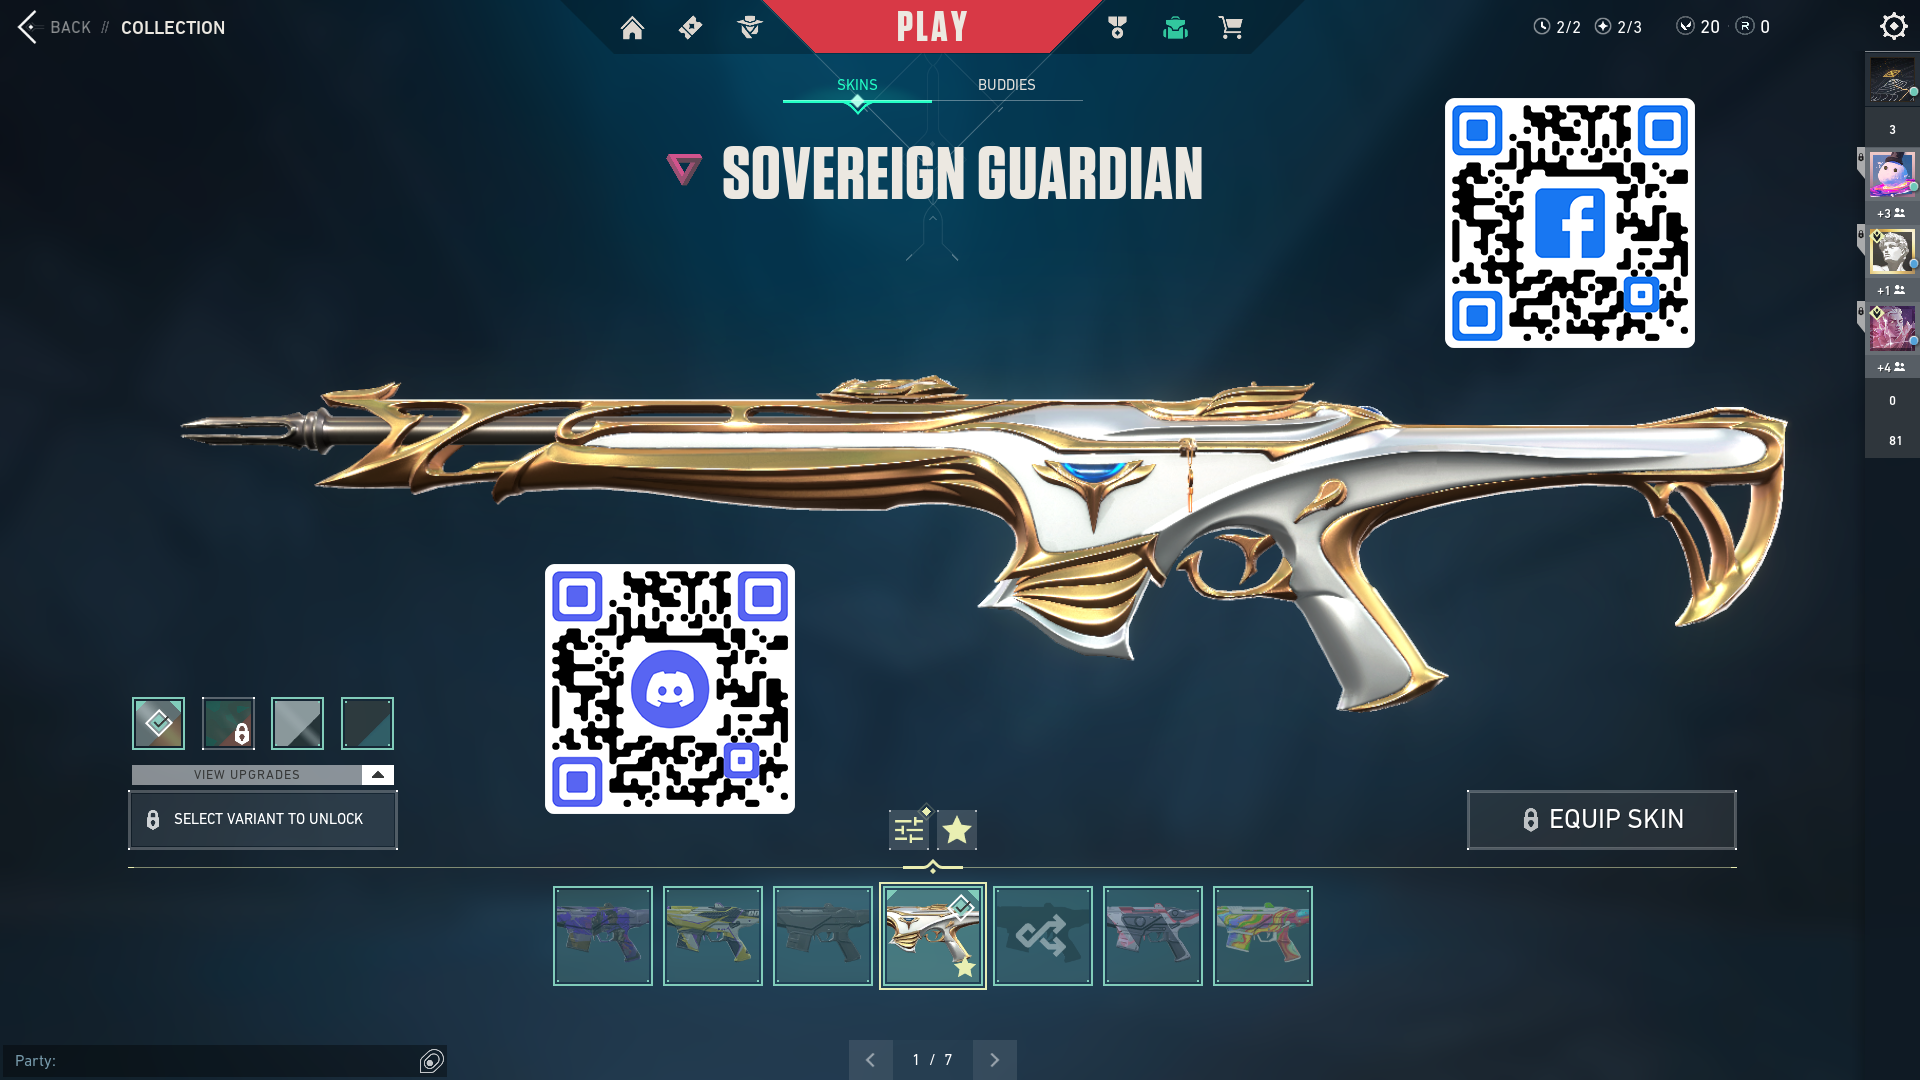 BACK // COLLECTION
PLAY
2/2 2/3 20 R 0
SKINS BUDDIES
SOVEREIGN GUARDIAN
3
+3
+1
+4
0
81
VIEW UPGRADES
SELECT VARIANT TO UNLOCK
EQUIP SKIN
Party:
1 / 7